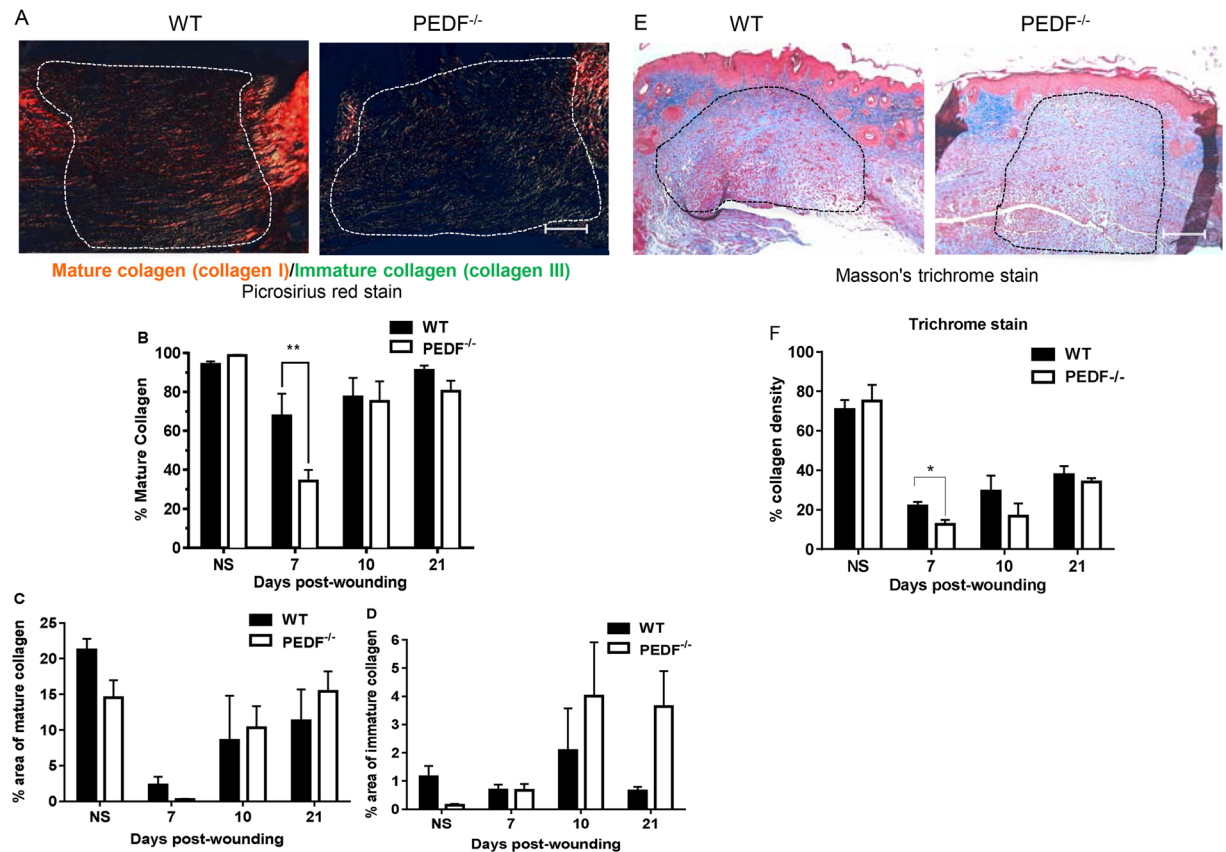 A
WT
PEDF-/-
Mature colagen (collagen I)/Immature collagen (collagen III)
Picrosirius red stain
E
WT
PEDF-/-
Masson's trichrome stain
B
WT
PEDF-/-
**
% Mature Collagen
100
80
60
40
20
0
NS
7
10
21
Days post-wounding
F
Trichrome stain
WT
PEDF-/-
*
% collagen density
100
80
60
40
20
0
NS
7
10
21
Days post-wounding
C
WT
PEDF-/-
% area of mature collagen
25
20
15
10
5
0
NS
7
10
21
Days post-wounding
D
WT
PEDF-/-
% area of immature collagen
6
5
4
3
2
1
0
NS
7
10
21
Days post-wounding